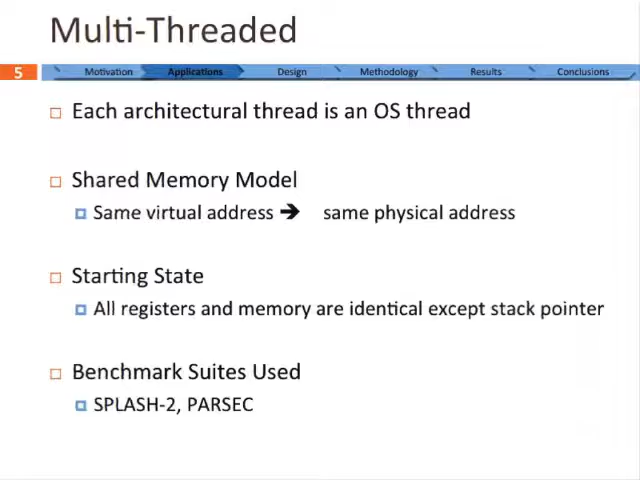 Multi-Threaded
5
Motivation Applications Design Methodology Results Conclusions
Each architectural thread is an OS thread
Shared Memory Model
Same virtual address ➔ same physical address
Starting State
All registers and memory are identical except stack pointer
Benchmark Suites Used
SPLASH-2, PARSEC